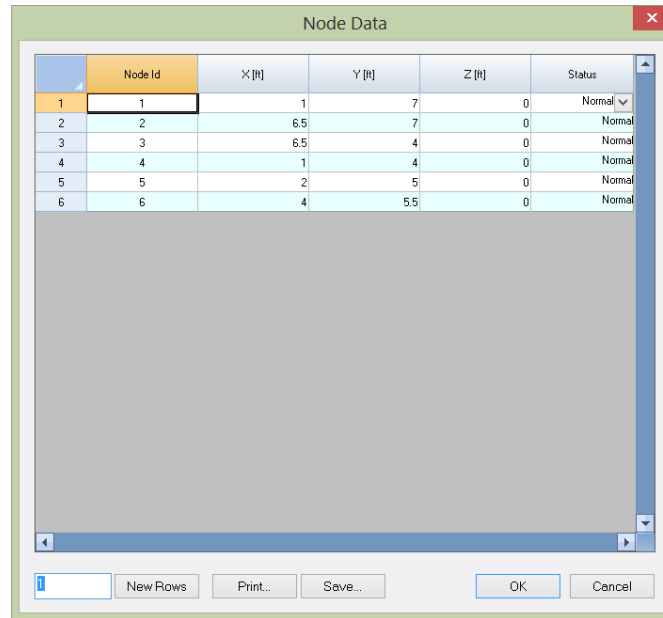 Node Data
Node Id X [ft] Y [ft] Z [ft] Status
1 1 1 7 0 Normal
2 2 6.5 7 0 Normal
3 3 6.5 4 0 Normal
4 4 1 4 0 Normal
5 5 2 5 0 Normal
6 6 4 5.5 0 Normal
1 New Rows Print... Save... OK Cancel